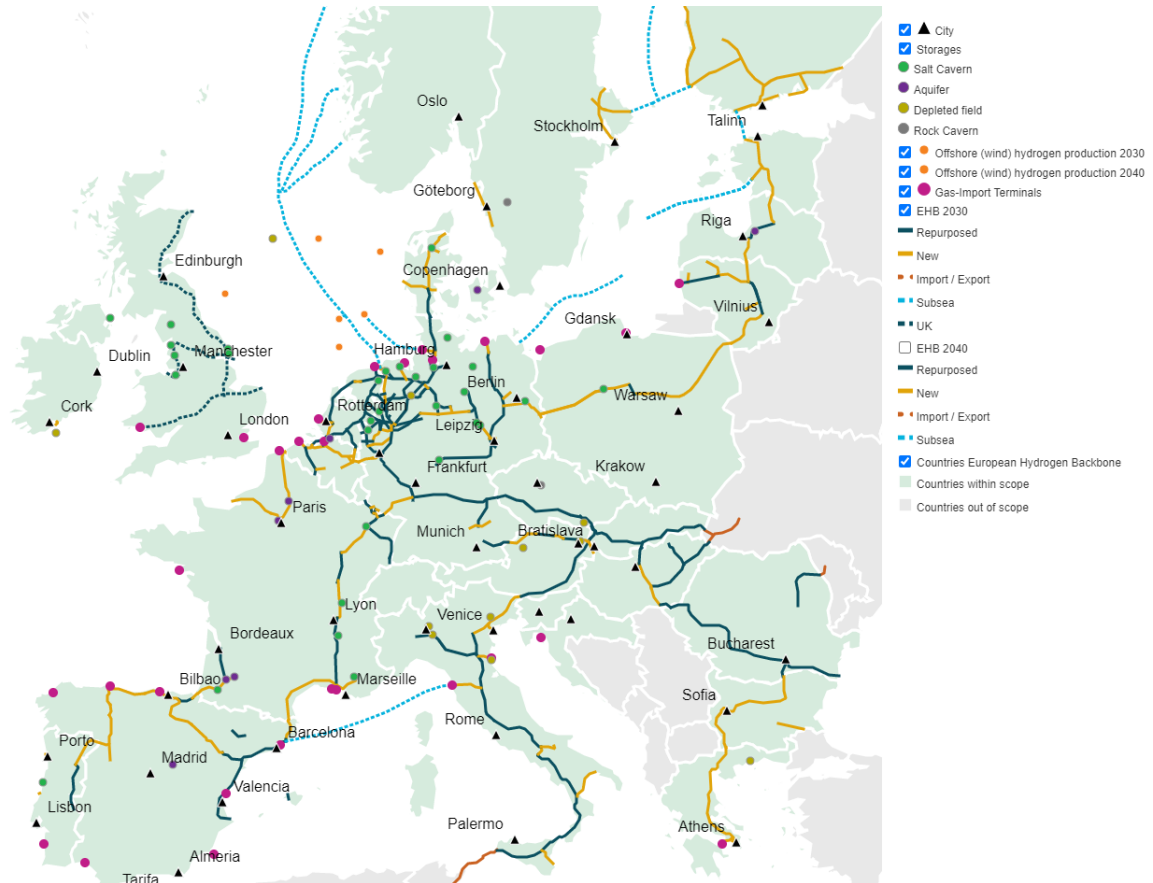 Oslo
Stockholm
Talinn
Göteborg
Riga
Edinburgh
Copenhagen
Vilnius
Gdansk
Dublin
Manchester
Hamburg
Berlin
Warsaw
Cork
London
Rotterdam
Leipzig
Frankfurt
Krakow
Paris
Munich
Bratislava
Lyon
Venice
Bordeaux
Bucharest
Bilbao
Marseille
Sofia
Rome
Barcelona
Porto
Madrid
Valencia
Lisbon
Palermo
Athens
Almeria
Tarifa
City
Storages
Salt Cavern
Aquifer
Depleted field
Rock Cavern
Offshore (wind) hydrogen production 2030
Offshore (wind) hydrogen production 2040
Gas-Import Terminals
EHB 2030
Repurposed
New
Import / Export
Subsea
UK
EHB 2040
Repurposed
New
Import / Export
Subsea
Countries European Hydrogen Backbone
Countries within scope
Countries out of scope